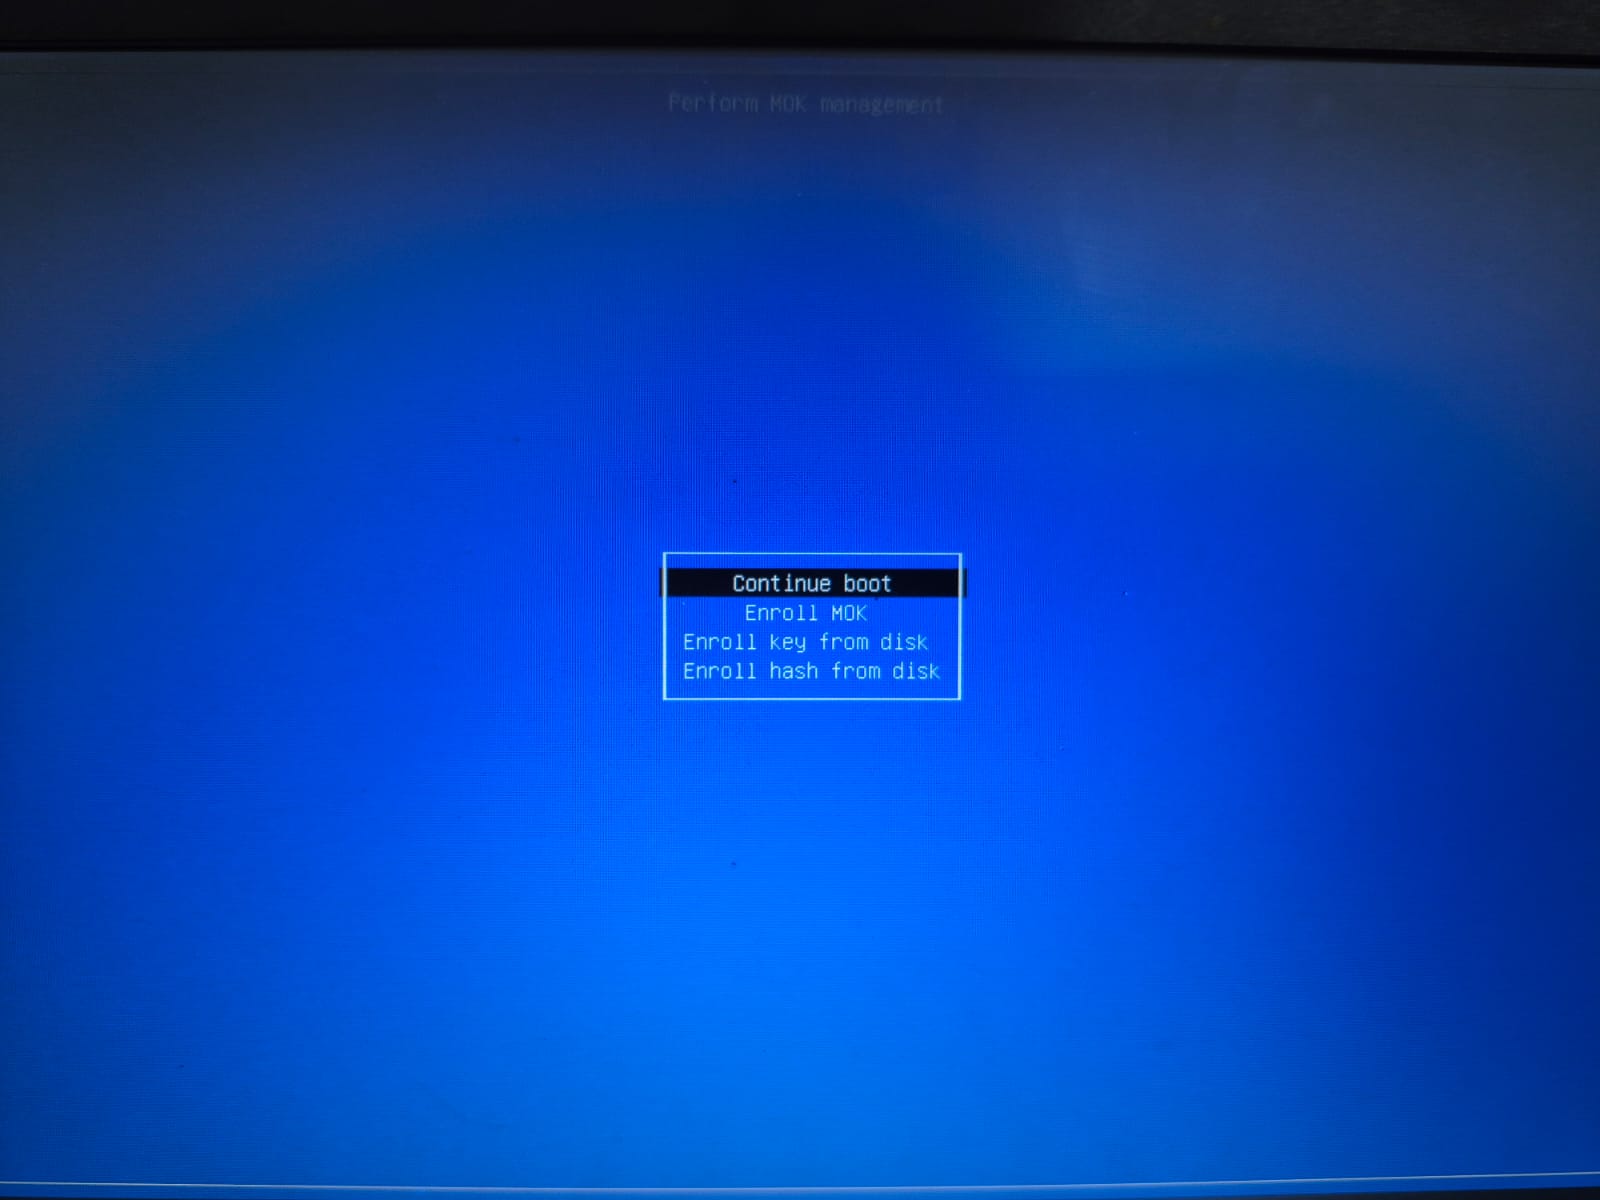 Perform MOK management
Continue boot
Enroll MOK
Enroll key from disk
Enroll hash from disk